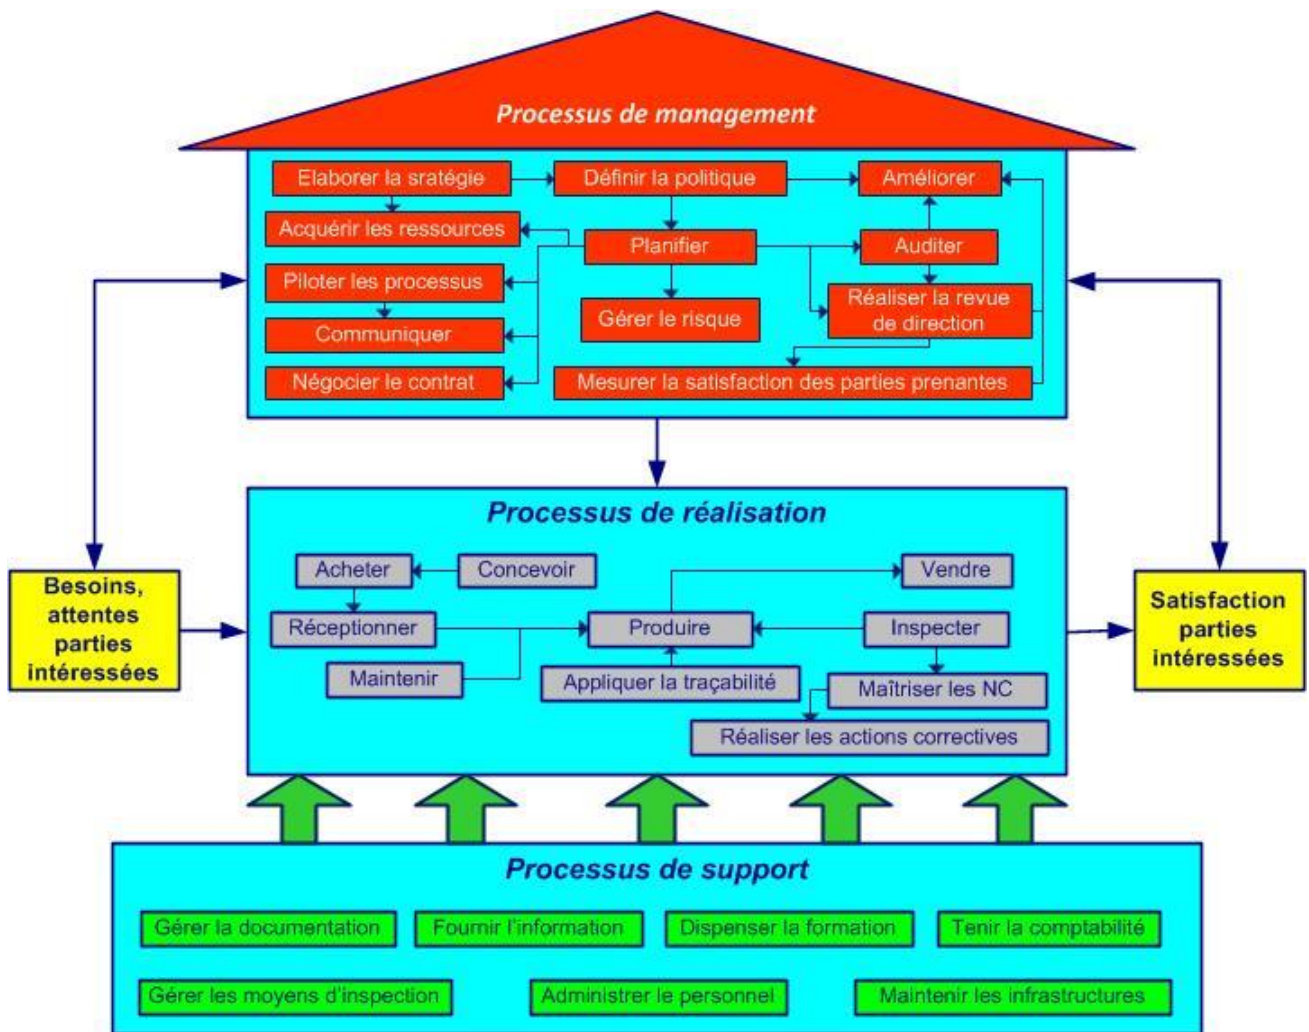 Processus de management
Elaborer la sratégie
Définir la politique
Améliorer
Acquérir les ressources
Planifier
Auditer
Piloter les processus
Réaliser la revue
de direction
Gérer le risque
Communiquer
Négocier le contrat
Mesurer la satisfaction des parties prenantes
Processus de réalisation
Acheter
Concevoir
Vendre
Réceptionner
Produire
Inspecter
Maintenir
Appliquer la traçabilité
Maîtriser les NC
Réaliser les actions correctives
Besoins,
attentes
parties
intéressées
Satisfaction
parties
intéressées
Processus de support
Gérer la documentation
Fournir l'information
Dispenser la formation
Tenir la comptabilité
Gérer les moyens d'inspection
Administrer le personnel
Maintenir les infrastructures